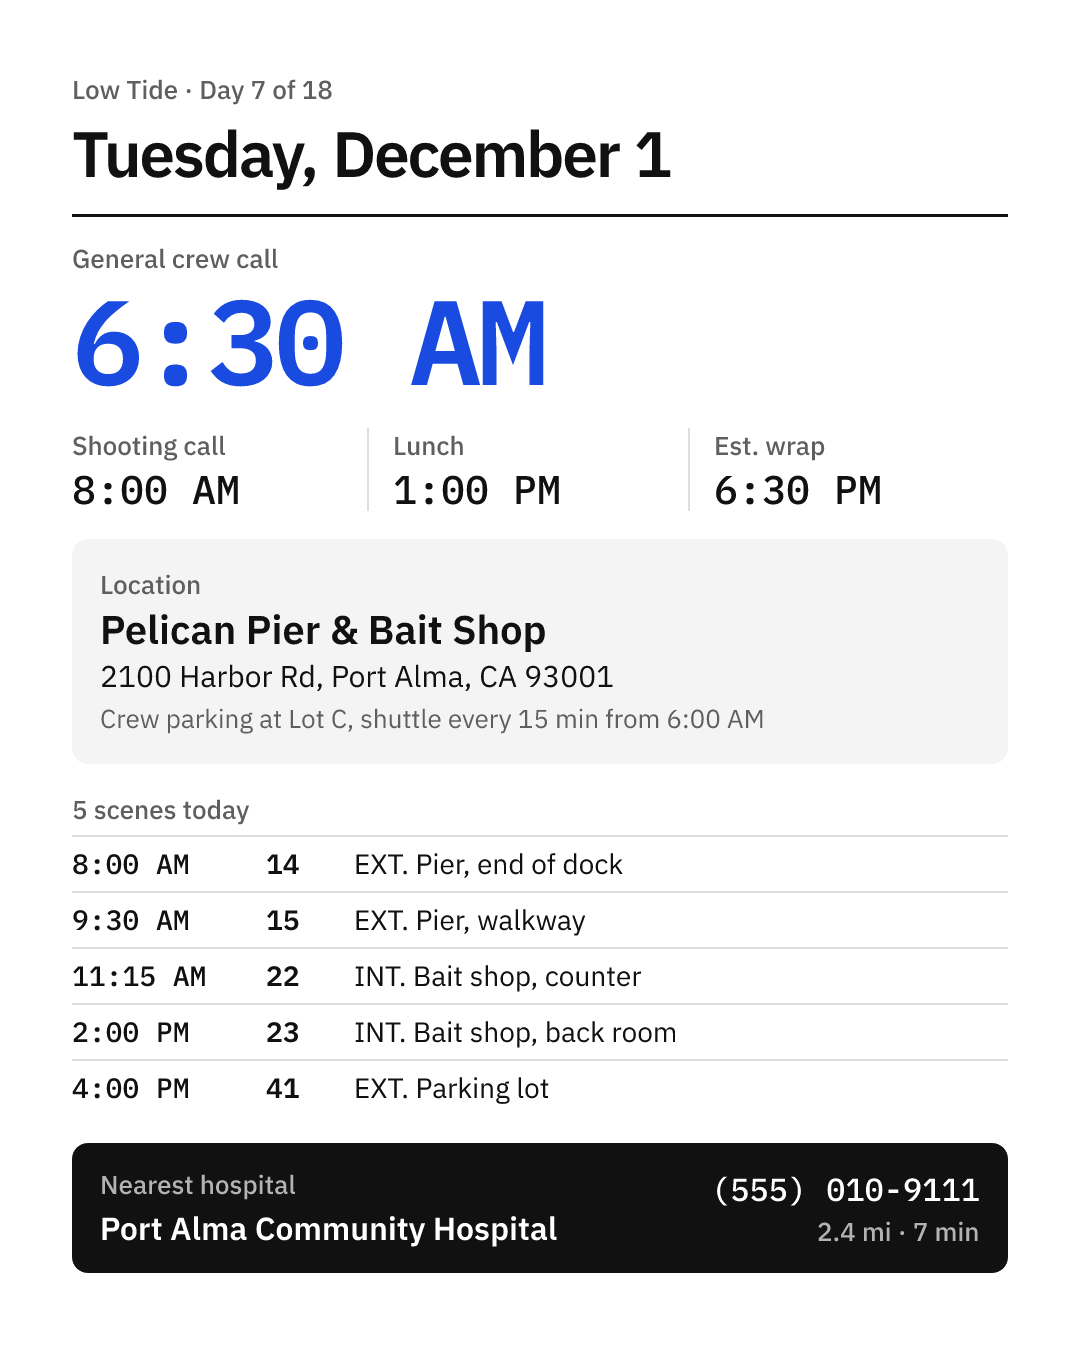 Low Tide · Day 7 of 18
Tuesday, December 1
General crew call
6:30 AM
Shooting call
8:00 AM
Lunch
1:00 PM
Est. wrap
6:30 PM
Location
Pelican Pier & Bait Shop
2100 Harbor Rd, Port Alma, CA 93001
Crew parking at Lot C, shuttle every 15 min from 6:00 AM
5 scenes today
8:00 AM 14 EXT. Pier, end of dock
9:30 AM 15 EXT. Pier, walkway
11:15 AM 22 INT. Bait shop, counter
2:00 PM 23 INT. Bait shop, back room
4:00 PM 41 EXT. Parking lot
Nearest hospital
Port Alma Community Hospital
(555) 010-9111
2.4 mi · 7 min